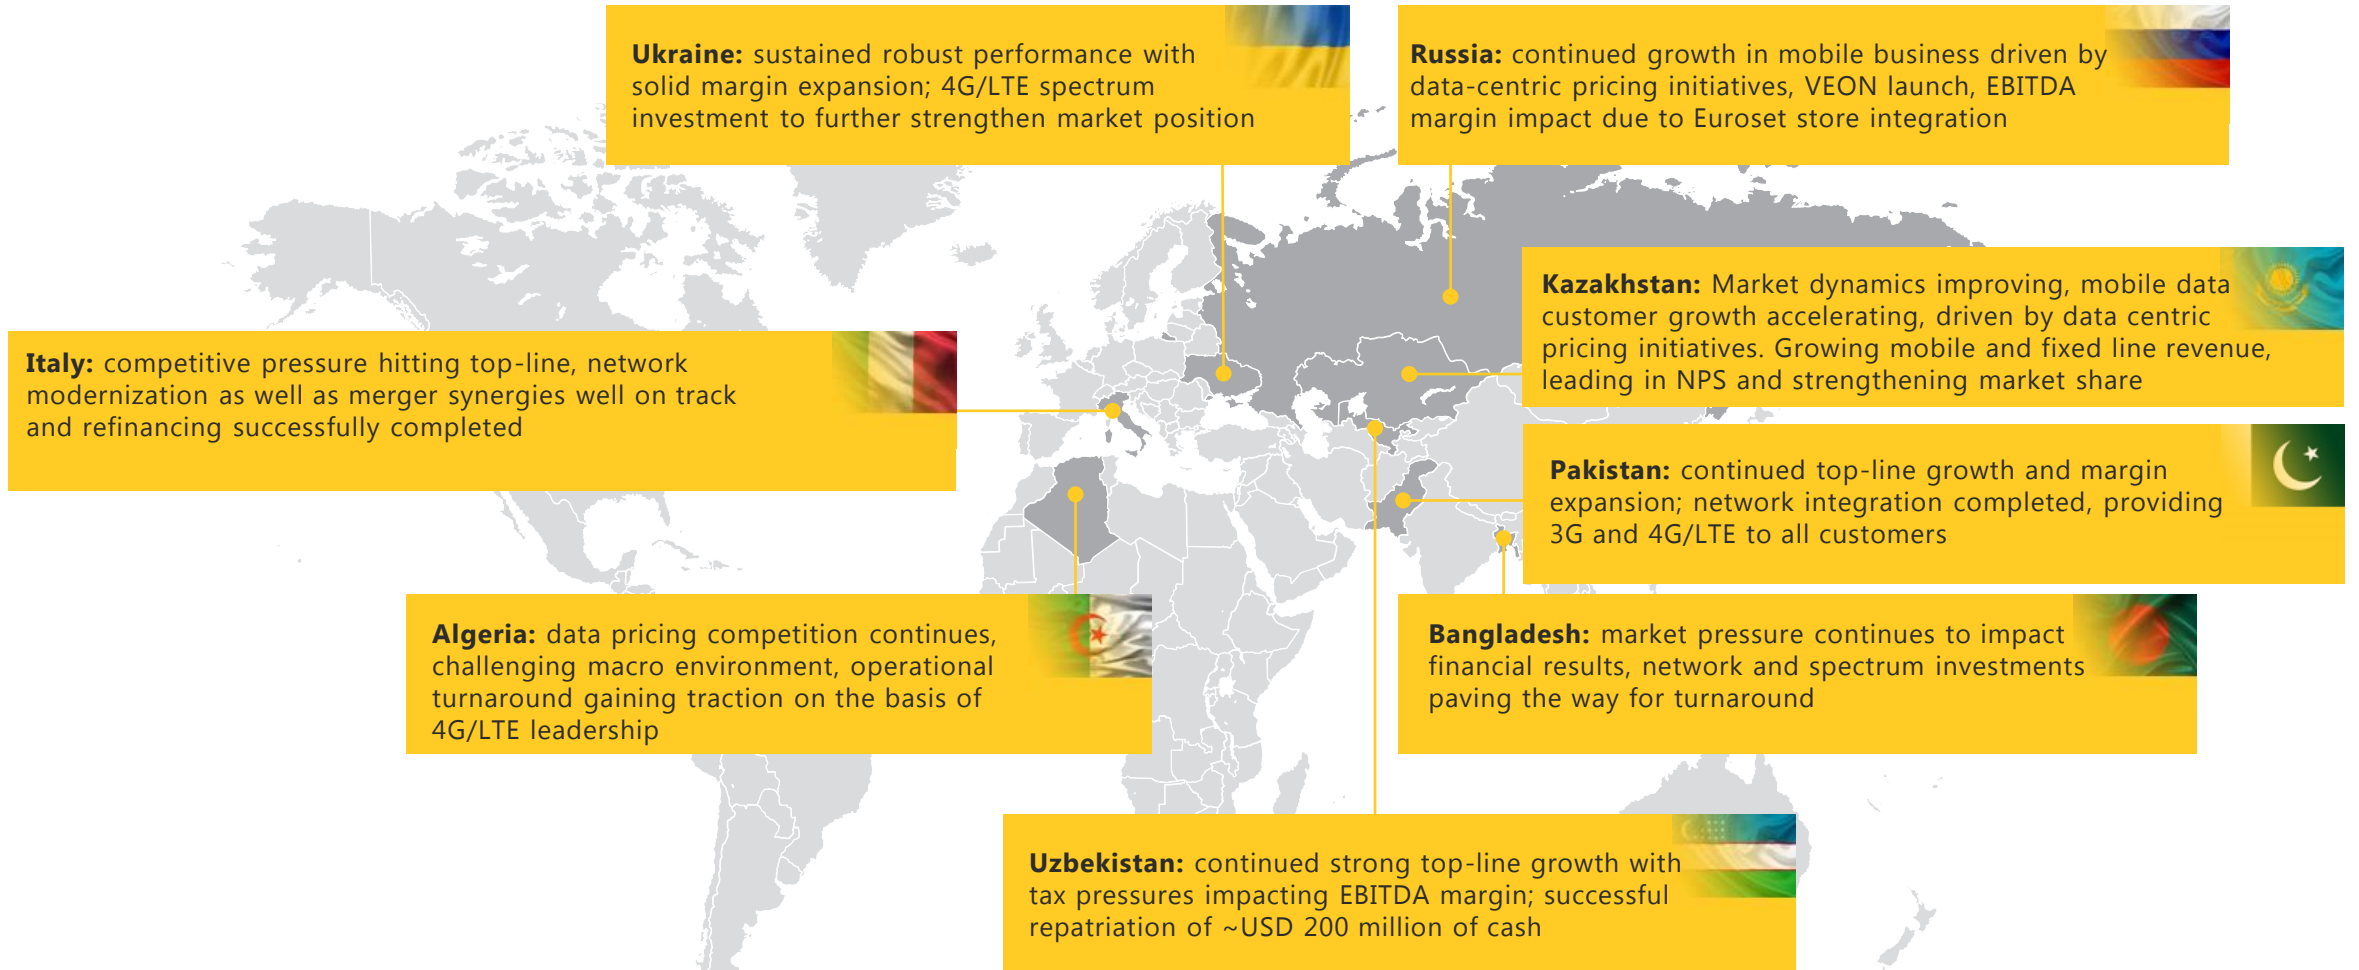 Ukraine: sustained robust performance with
solid margin expansion; 4G/LTE spectrum
investment to further strengthen market position
Russia: continued growth in mobile business driven by
data-centric pricing initiatives, VEON launch, EBITDA
margin impact due to Euroset store integration
Kazakhstan: Market dynamics improving, mobile data
customer growth accelerating, driven by data centric
pricing initiatives. Growing mobile and fixed line revenue,
leading in NPS and strengthening market share
Italy: competitive pressure hitting top-line, network
modernization as well as merger synergies well on track
and refinancing successfully completed
Pakistan: continued top-line growth and margin
expansion; network integration completed, providing
3G and 4G/LTE to all customers
Algeria: data pricing competition continues,
challenging macro environment, operational
turnaround gaining traction on the basis of
4G/LTE leadership
Bangladesh: market pressure continues to impact
financial results, network and spectrum investments
paving the way for turnaround
Uzbekistan: continued strong top-line growth with
tax pressures impacting EBITDA margin; successful
repatriation of ~USD 200 million of cash